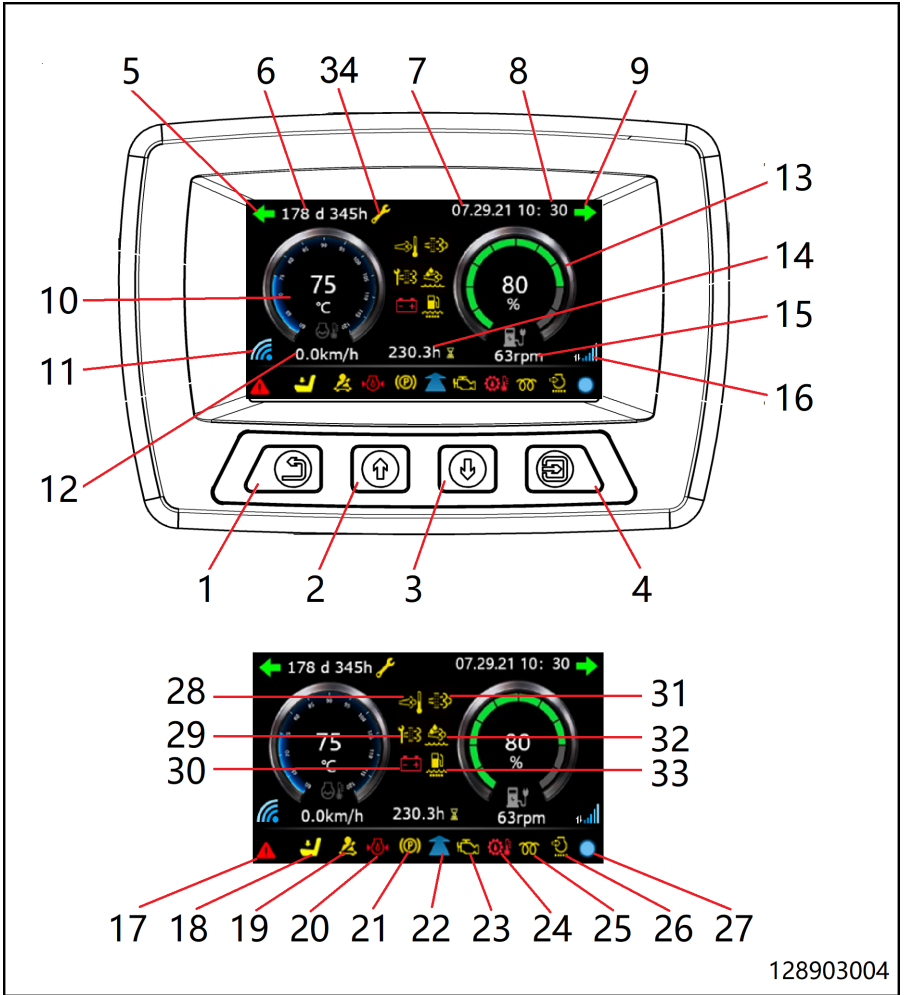 5 6 34 7 8 9
178 d 345h 07.29.21 10: 30
13
14
10 75 80
°C %
15
11 0.0km/h 230.3h 63rpm
16
12
1 2 3 4
178 d 345h 07.29.21 10: 30
28 31
29 75 80 32
30 °C % 33
0.0km/h 230.3h 63rpm
17 18 19 20 21 22 23 24 25 26 27
128903004